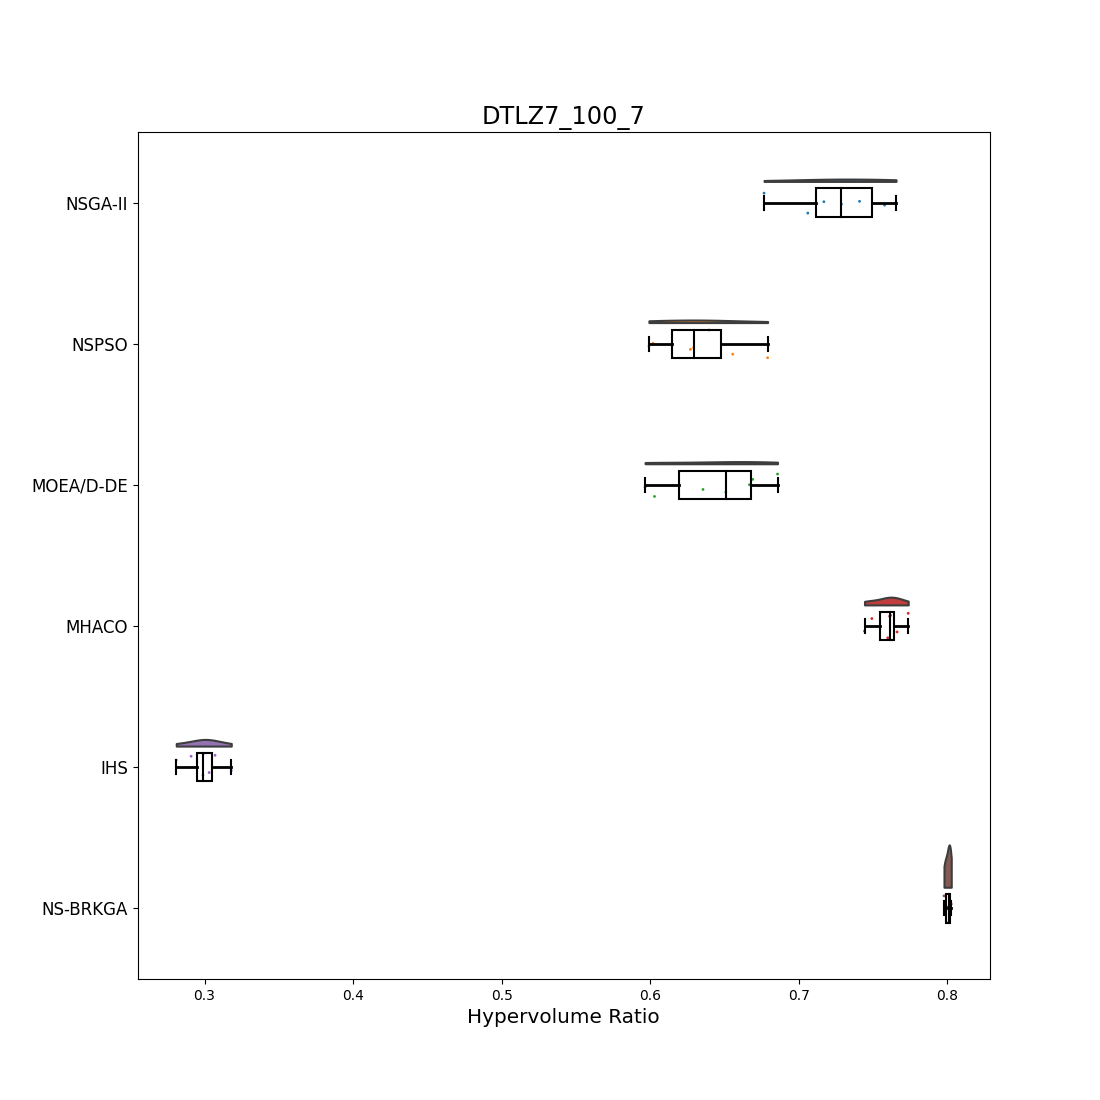 DTLZ7_100_7
NSGA-II
NSPSO
MOEA/D-DE
MHACO
IHS
NS-BRKGA
0.3 0.4 0.5 0.6 0.7 0.8
Hypervolume Ratio